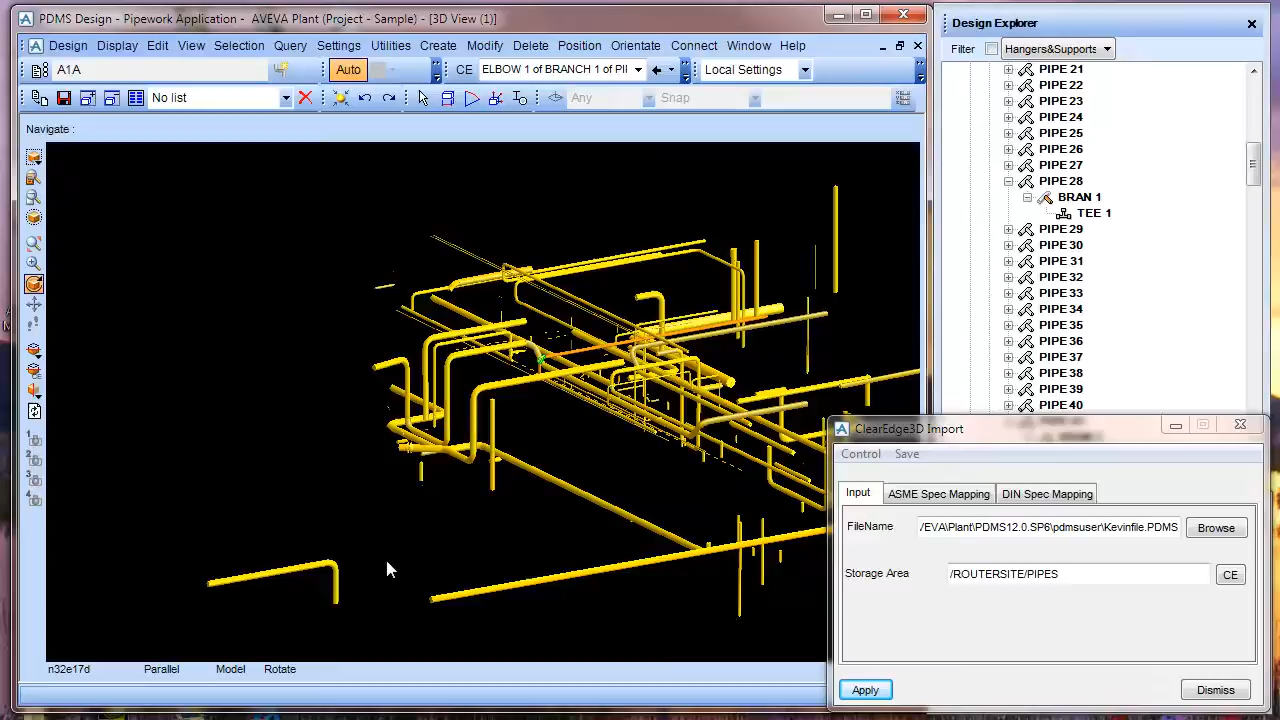 PDMS Design - Pipework Application - AVEVA Plant (Project - Sample) - [3D View (1)]
Design Display Edit View Selection Query Settings Utilities Create Modify Delete Position Orientate Connect Window Help
A1A Auto CE ELBOW 1 of BRANCH 1 of PII Local Settings
No list Any Snap
Navigate :
1
2
3
4
n32e17d Parallel Model Rotate
Design Explorer
Filter Hangers&Supports
PIPE 21
PIPE 22
PIPE 23
PIPE 24
PIPE 25
PIPE 26
PIPE 27
PIPE 28
BRAN 1
TEE 1
PIPE 29
PIPE 30
PIPE 31
PIPE 32
PIPE 33
PIPE 34
PIPE 35
PIPE 36
PIPE 37
PIPE 38
PIPE 39
PIPE 40
ClearEdge3D Import
Control Save
Input ASME Spec Mapping DIN Spec Mapping
FileName /EVA\Plant\PDMS12.0.SP6\pdmsuser\Kevinfile.PDMS Browse
Storage Area /ROUTERSITE/PIPES CE
Apply Dismiss